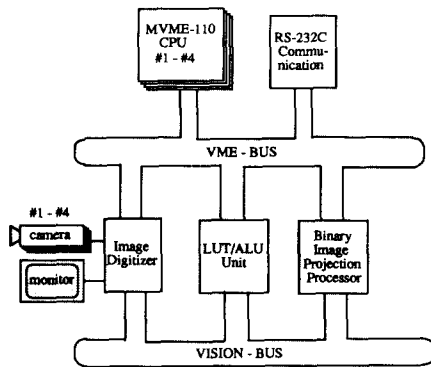 MVME-110
CPU
#1 - #4
RS-232C
Commu-
nication
VME - BUS
#1 - #4
camera
monitor
Image
Digitizer
LUT/ALU
Unit
Binary
Image
Projection
Processor
VISION - BUS